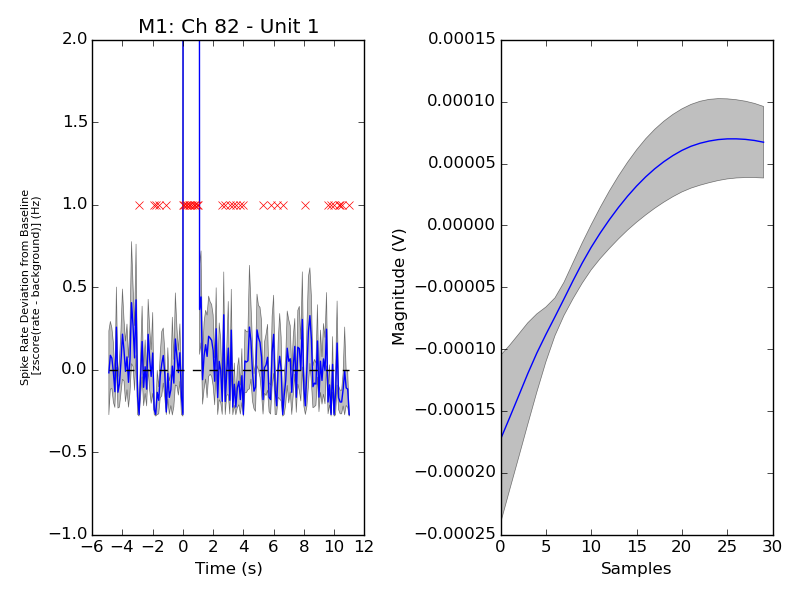 M1: Ch 82 - Unit 1
Spike Rate Deviation from Baseline
[zscore(rate - background)] (Hz)
2.0
1.5
1.0
0.5
0.0
−0.5
−1.0
−6 −4 −2 0 2 4 6 8 10 12
Time (s)
Magnitude (V)
0.00015
0.00010
0.00005
0.00000
−0.00005
−0.00010
−0.00015
−0.00020
−0.00025
0 5 10 15 20 25 30
Samples